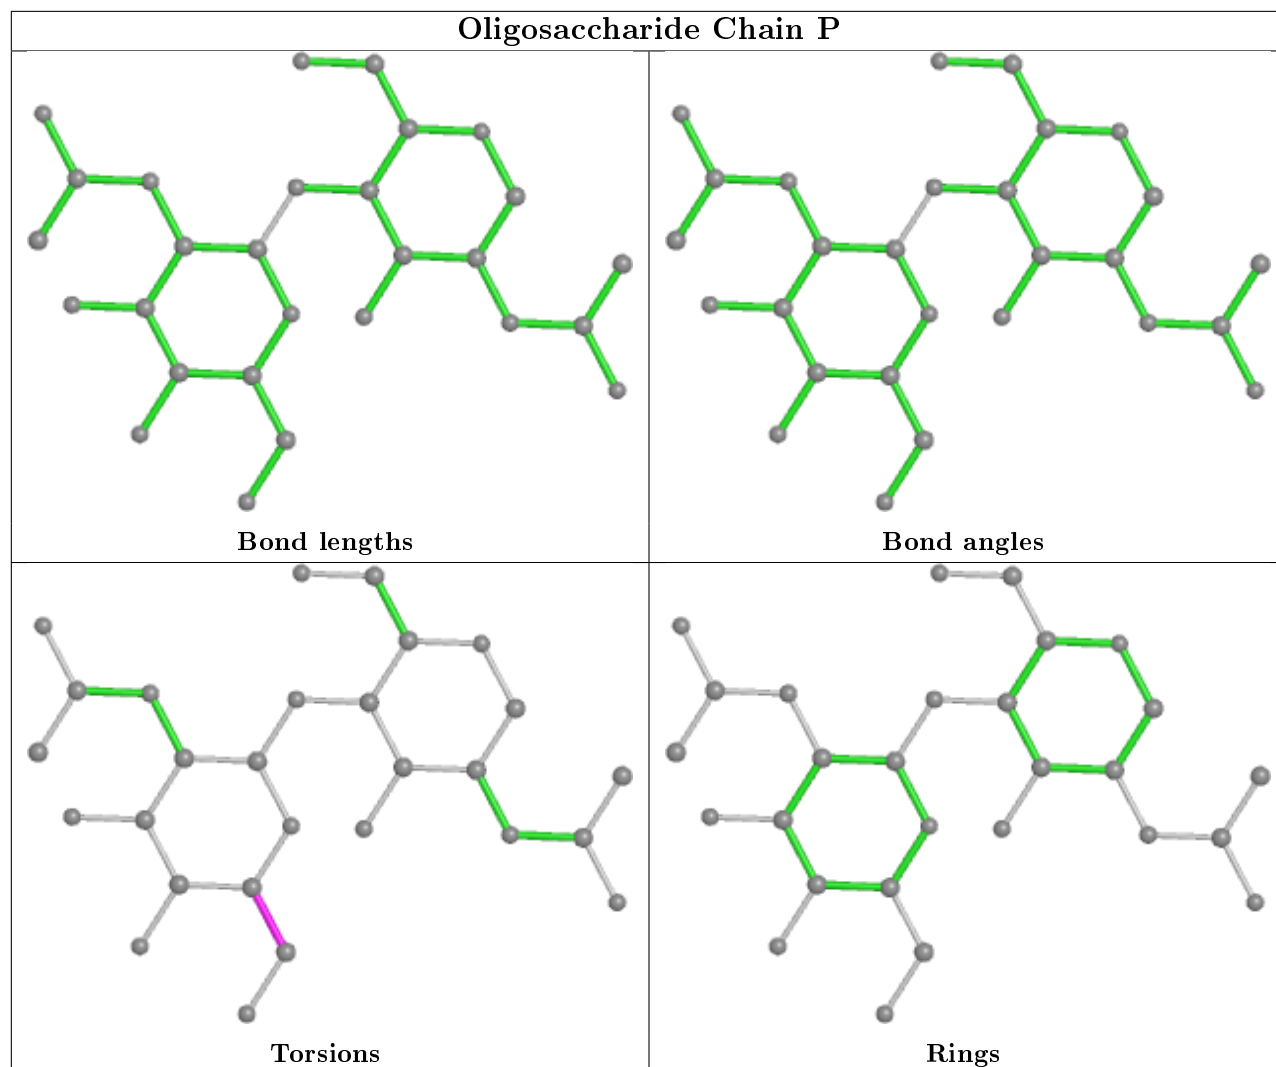 Oligosaccharide Chain P
Bond lengths
Bond angles
Torsions
Rings